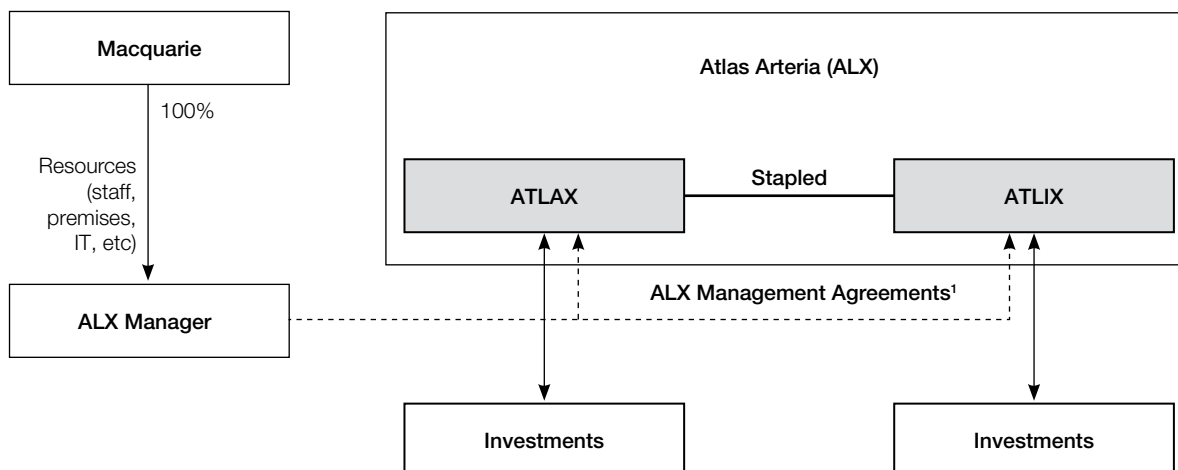 Macquarie
Atlas Arteria (ALX)
100%
Resources
(staff,
premises,
IT, etc)
ATLAX
Stapled
ATLIX
ALX Management Agreements¹
ALX Manager
Investments
Investments